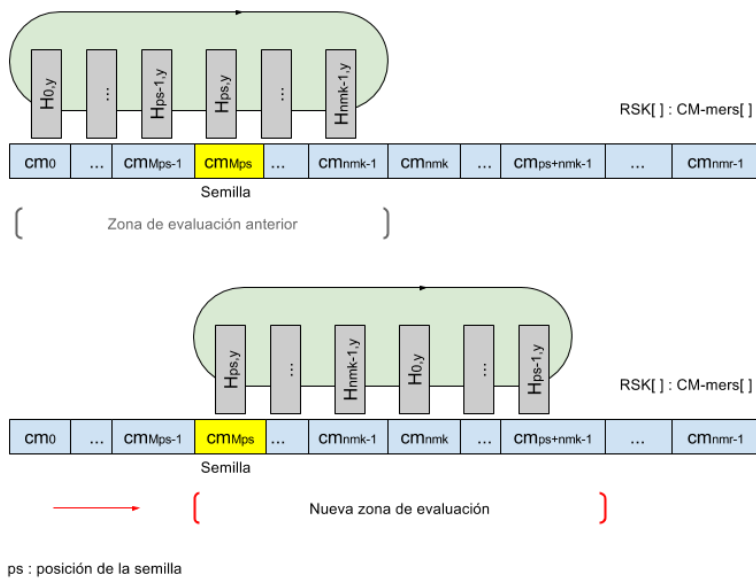 H0,y ... Hps-1,y Hps,y ... Hnmk-1,y
RSK[ ] : CM-mers[ ]
cm0 ... cmMps-1 cmMps ... cmnmk-1 cmnmk ... cmps+nmk-1 ... cmnmr-1
Semilla
Zona de evaluación anterior
Hps,y ... Hnmk-1,y H0,y ... Hps-1,y
RSK[ ] : CM-mers[ ]
cm0 ... cmMps-1 cmMps ... cmnmk-1 cmnmk ... cmps+nmk-1 ... cmnmr-1
Semilla
Nueva zona de evaluación
ps : posición de la semilla